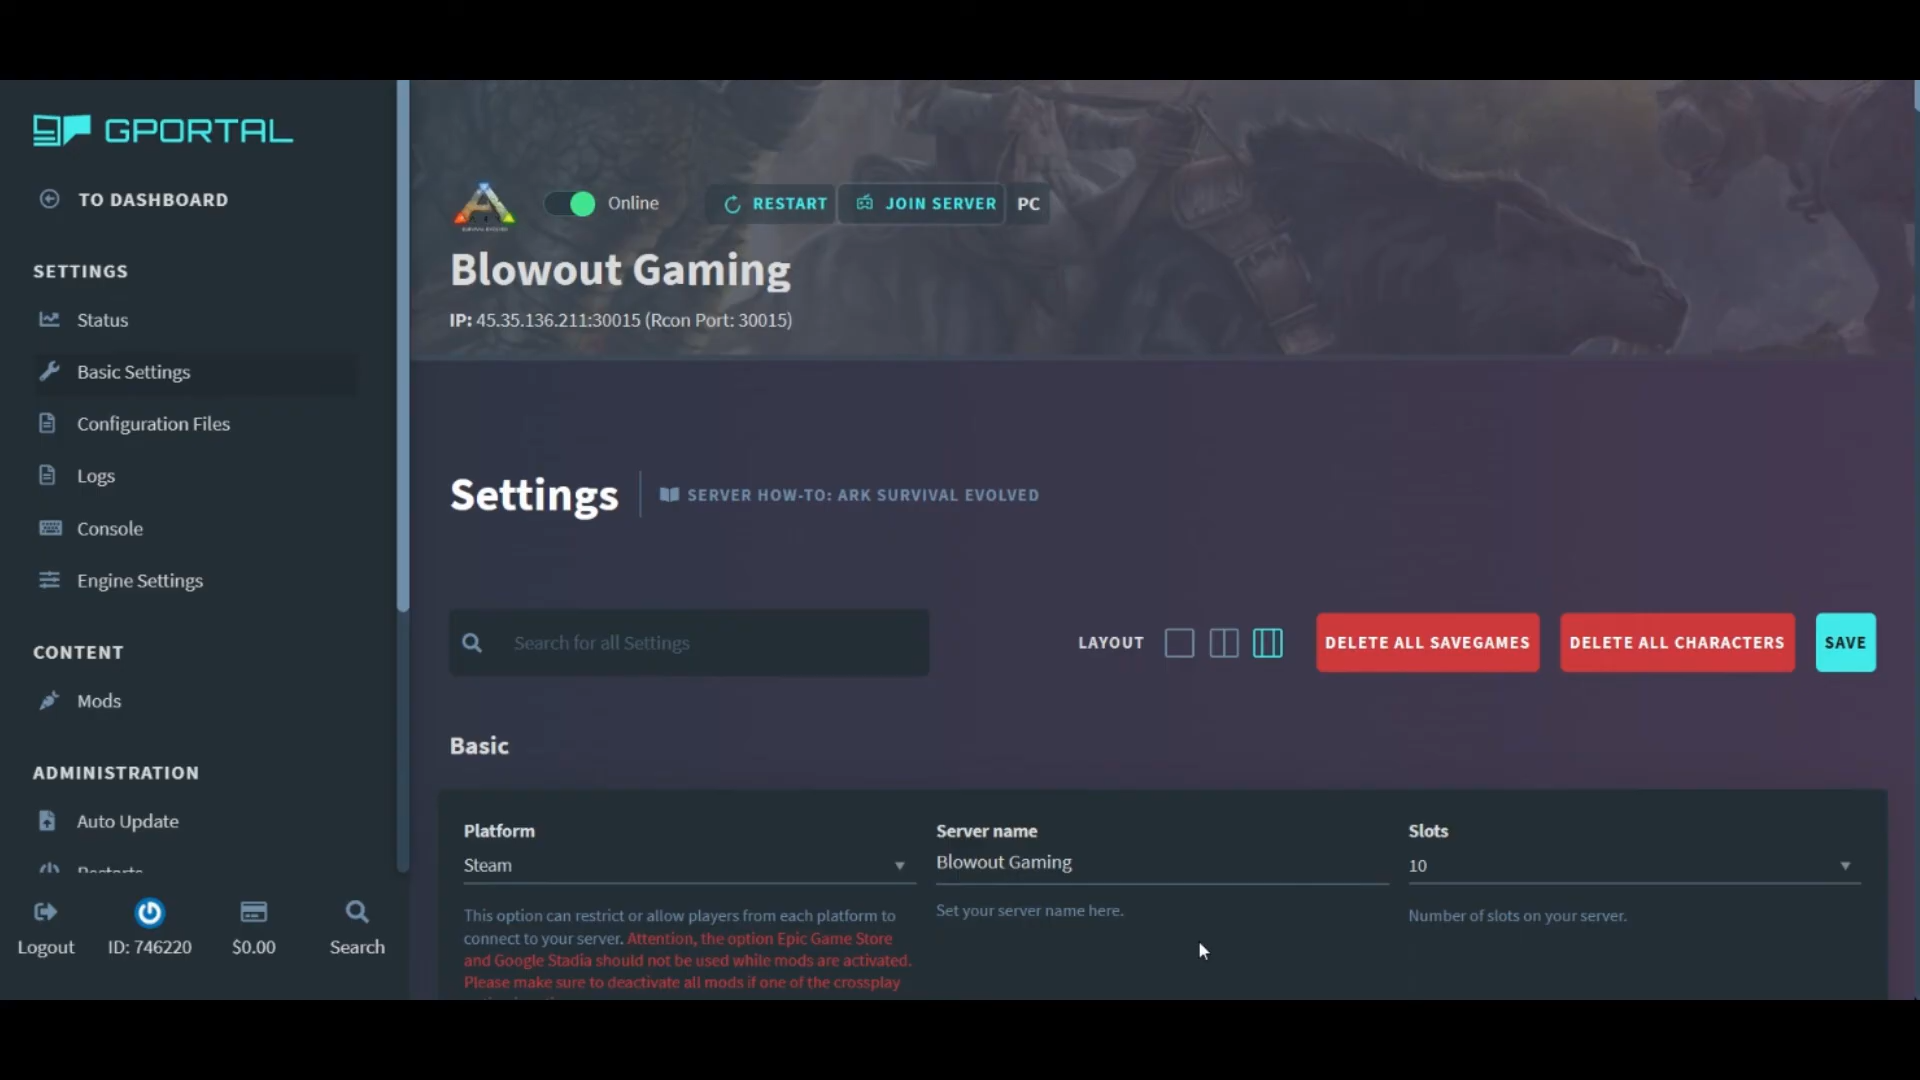 GPORTAL
TO DASHBOARD
SETTINGS
Status
Basic Settings
Configuration Files
Logs
Console
Engine Settings
CONTENT
Mods
ADMINISTRATION
Auto Update
Restarts
Logout
ID: 746220
$0.00
Search
Online
RESTART
JOIN SERVER
PC
Blowout Gaming
IP: 45.35.136.211:30015 (Rcon Port: 30015)
Settings
SERVER HOW-TO: ARK SURVIVAL EVOLVED
Search for all Settings
LAYOUT
DELETE ALL SAVEGAMES
DELETE ALL CHARACTERS
SAVE
Basic
Platform
Steam
This option can restrict or allow players from each platform to
connect to your server. Attention, the option Epic Game Store
and Google Stadia should not be used while mods are activated.
Please make sure to deactivate all mods if one of the crossplay
Server name
Blowout Gaming
Set your server name here.
Slots
10
Number of slots on your server.